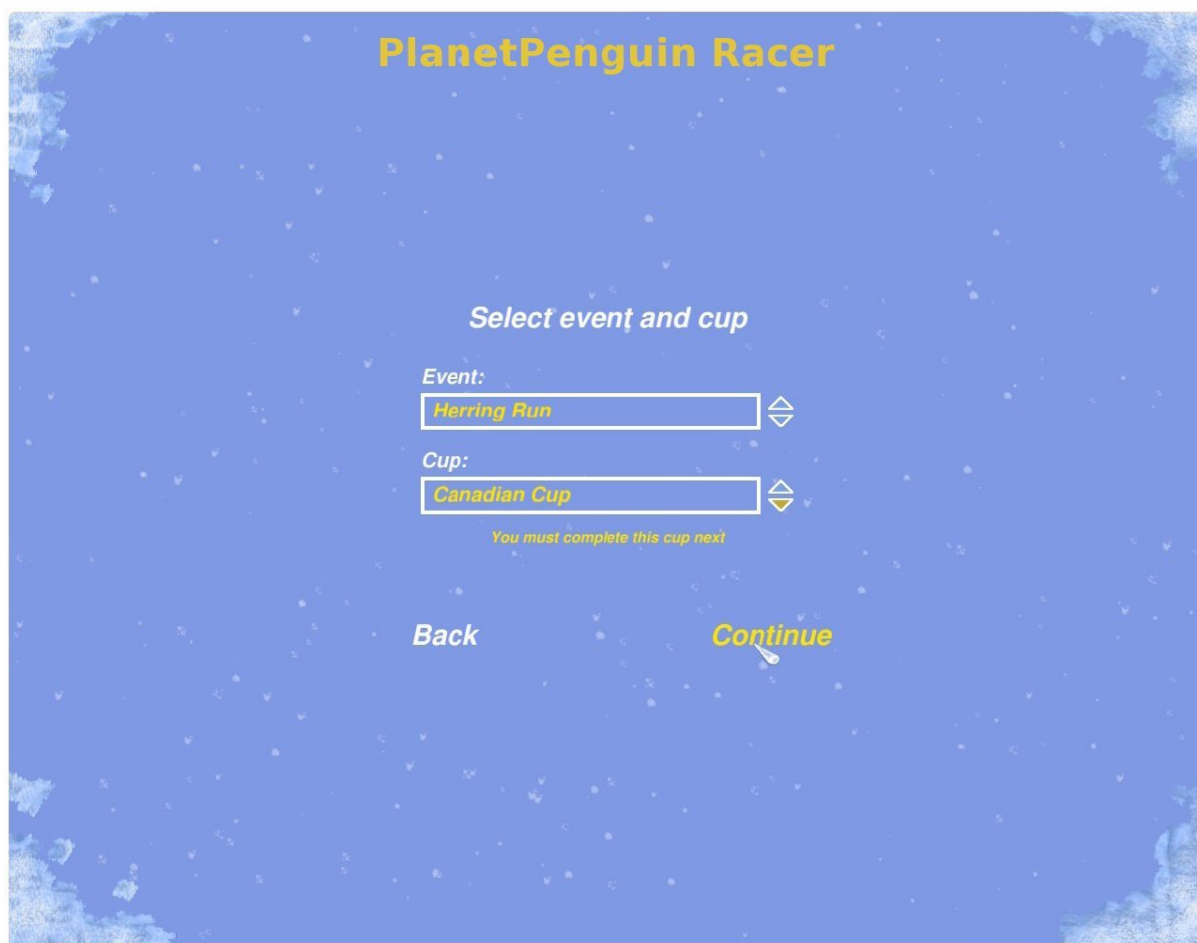 PlanetPenguin Racer
Select event and cup
Event:
Herring Run
Cup:
Canadian Cup
You must complete this cup next
Back Continue